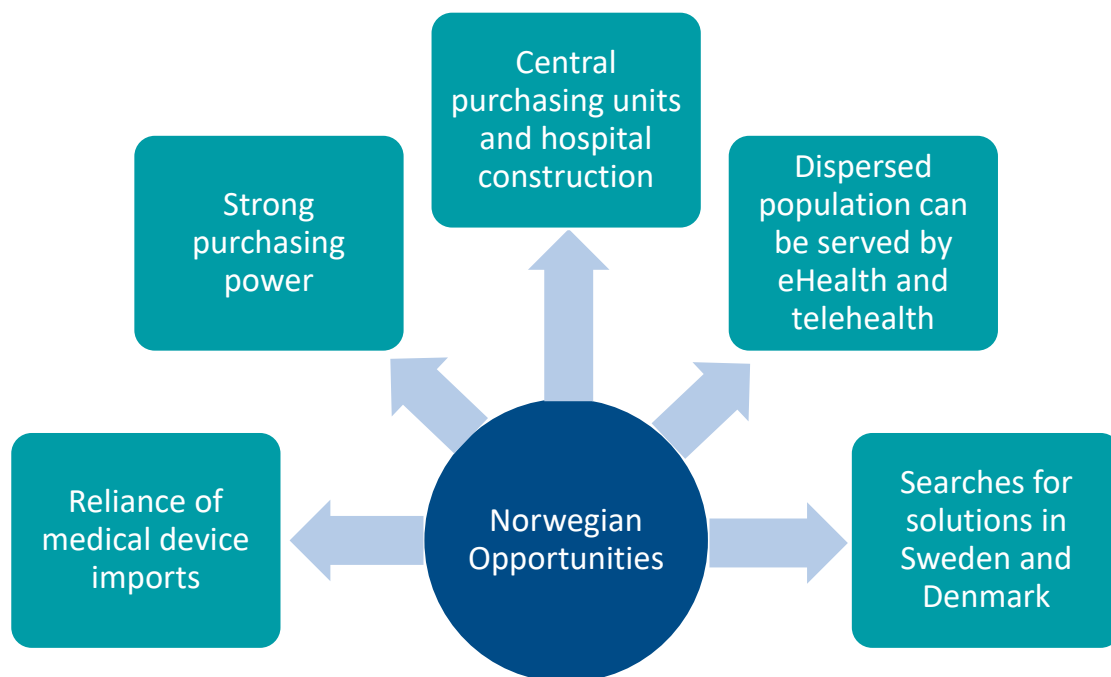 Central
purchasing units
and hospital
construction
Strong
purchasing
power
Dispersed
population can
be served by
eHealth and
telehealth
Reliance of
medical device
imports
Norwegian
Opportunities
Searches for
solutions in
Sweden and
Denmark